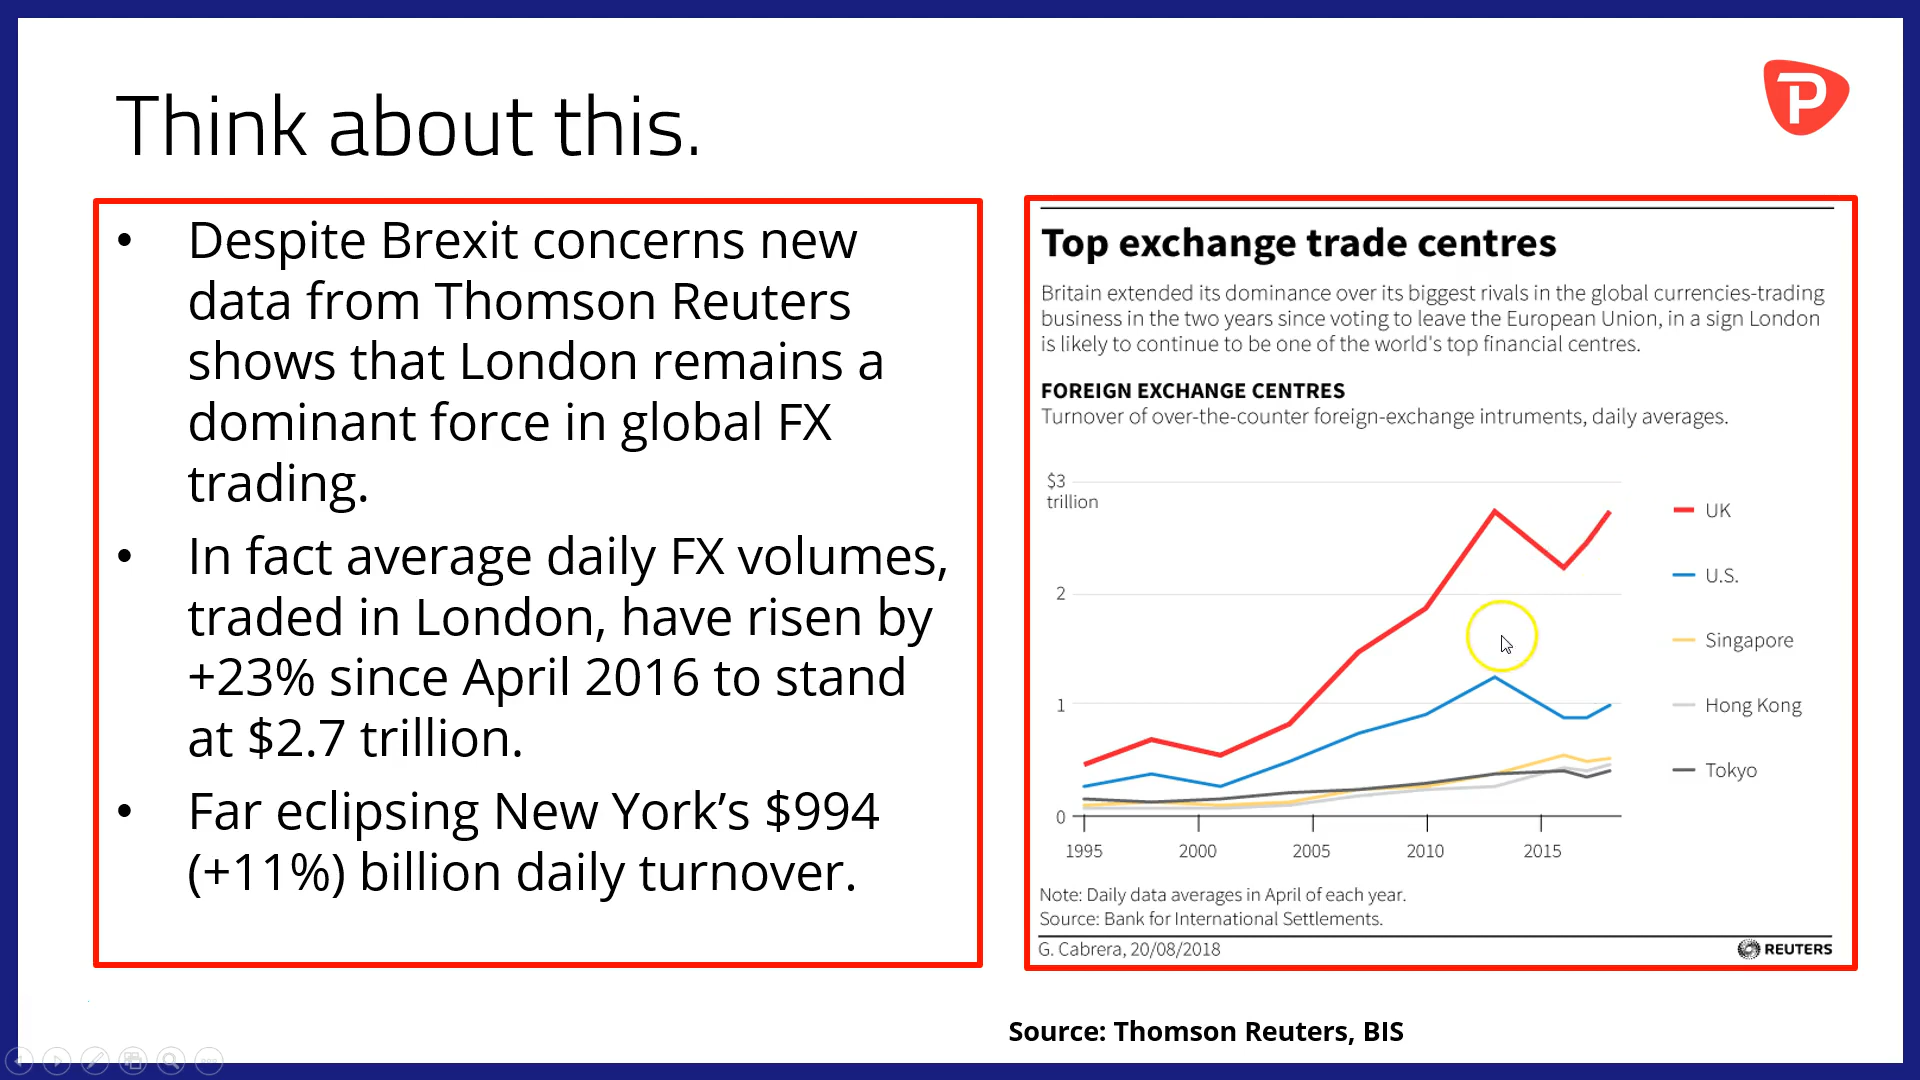 Think about this.
P
• Despite Brexit concerns new
data from Thomson Reuters
shows that London remains a
dominant force in global FX
trading.
• In fact average daily FX volumes,
traded in London, have risen by
+23% since April 2016 to stand
at $2.7 trillion.
• Far eclipsing New York’s $994
(+11%) billion daily turnover.
Top exchange trade centres
Britain extended its dominance over its biggest rivals in the global currencies-trading
business in the two years since voting to leave the European Union, in a sign London
is likely to continue to be one of the world's top financial centres.
FOREIGN EXCHANGE CENTRES
Turnover of over-the-counter foreign-exchange intruments, daily averages.
$3
trillion
2
1
0
1995 2000 2005 2010 2015
UK
U.S.
Singapore
Hong Kong
Tokyo
Note: Daily data averages in April of each year.
Source: Bank for International Settlements.
G. Cabrera, 20/08/2018
REUTERS
Source: Thomson Reuters, BIS